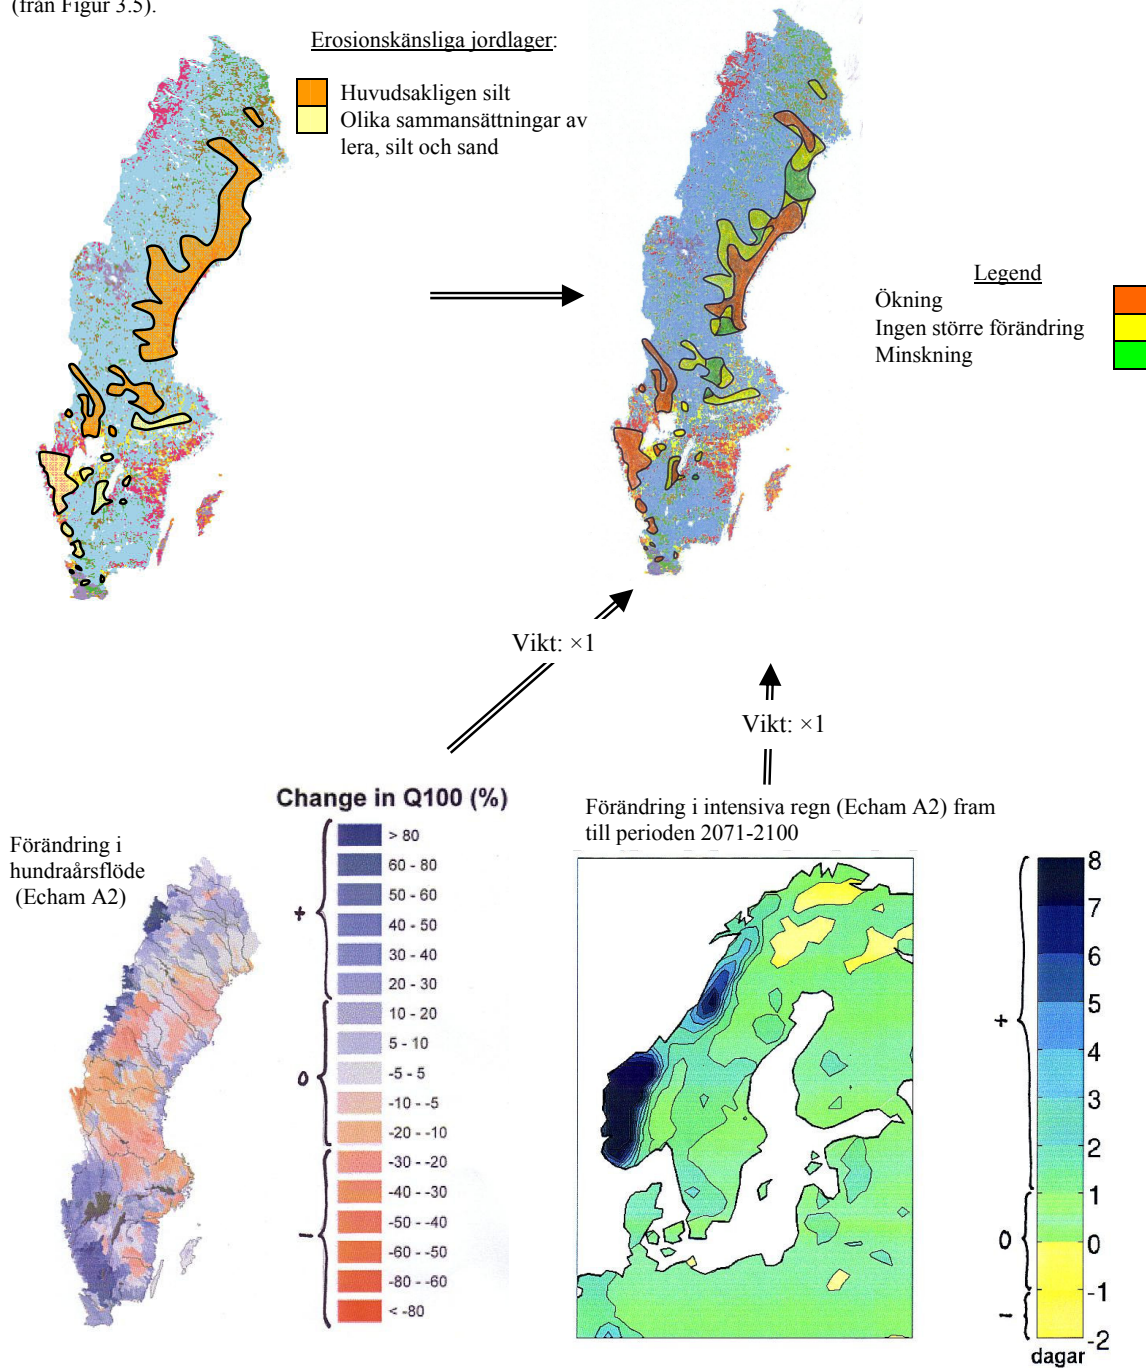 (från Figur 3.5).
Erosionskänsliga jordlager:
Huvudsakligen silt
Olika sammansättningar av
lera, silt och sand
Legend
Ökning
Ingen större förändring
Minskning
Vikt: ×1
Vikt: ×1
Förändring i
hundraårsflöde
(Echam A2)
Change in Q100 (%)
> 80
60 - 80
50 - 60
40 - 50
30 - 40
20 - 30
10 - 20
5 - 10
-5 - 5
-10 - -5
-20 - -10
-30 - -20
-40 - -30
-50 - -40
-60 - -50
-80 - -60
< -80
+
0
−
Förändring i intensiva regn (Echam A2) fram
till perioden 2071-2100
+
0
−
8
7
6
5
4
3
2
1
0
-1
-2
dagar